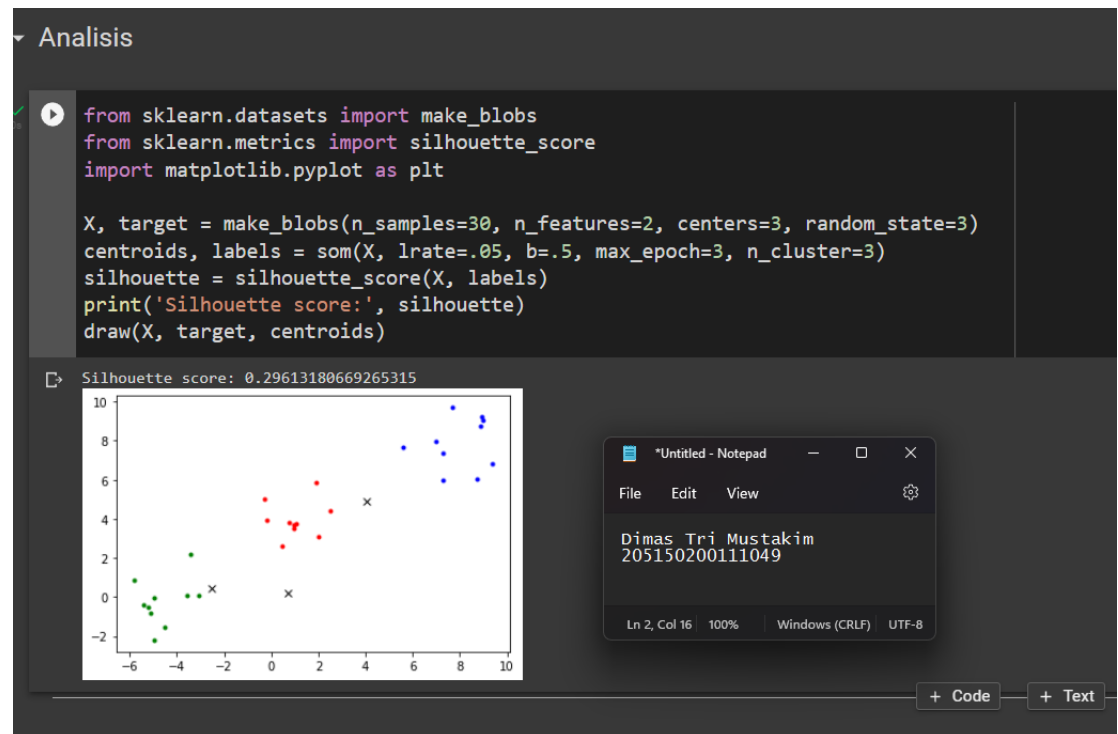 Analisis
from sklearn.datasets import make_blobs
from sklearn.metrics import silhouette_score
import matplotlib.pyplot as plt
X, target = make_blobs(n_samples=30, n_features=2, centers=3, random_state=3)
centroids, labels = som(X, lrate=.05, b=.5, max_epoch=3, n_cluster=3)
silhouette = silhouette_score(X, labels)
print('Silhouette score:', silhouette)
draw(X, target, centroids)
Silhouette score: 0.29613180669265315
10
8
6
4
2
0
−2
−6 −4 −2 0 2 4 6 8 10
*Untitled - Notepad
File Edit View
Dimas Tri Mustakim
205150200111049
Ln 2, Col 16 100% Windows (CRLF) UTF-8
+ Code + Text